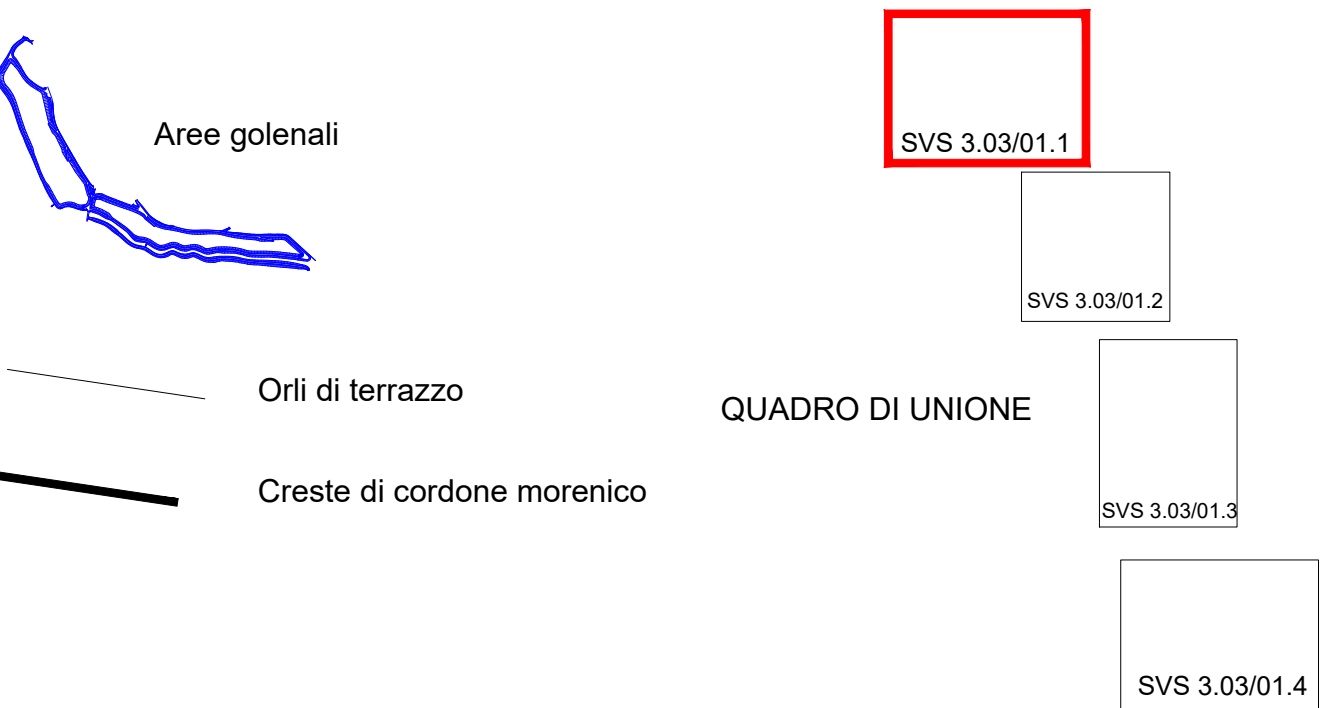 Aree golenali
Orli di terrazzo
Creste di cordone morenico
QUADRO DI UNIONE
SVS 3.03/01.1
SVS 3.03/01.2
SVS 3.03/01.3
SVS 3.03/01.4